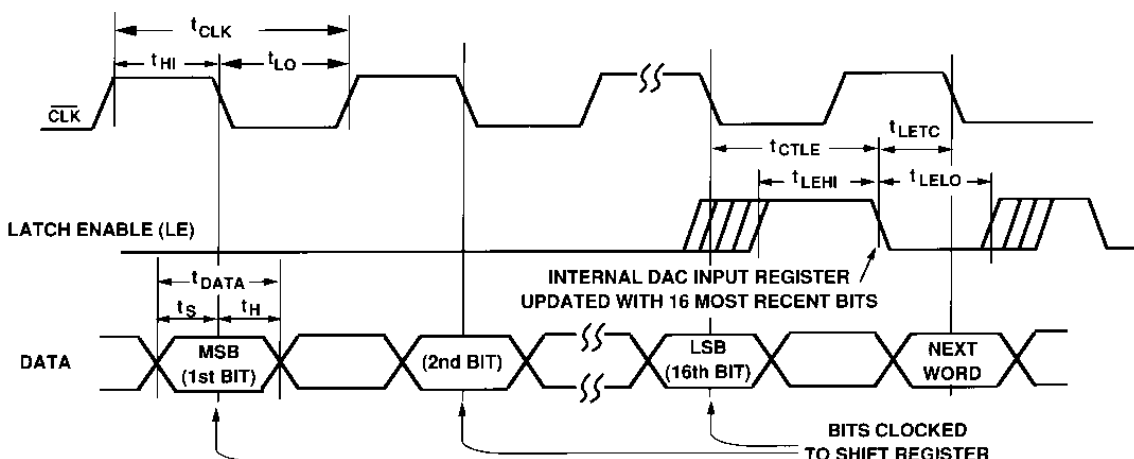 tCLK
tHI
tLO
CLK
tCTLE
tLETC
tLEHI
tLELO
LATCH ENABLE (LE)
INTERNAL DAC INPUT REGISTER
UPDATED WITH 16 MOST RECENT BITS
tDATA
tS
tH
DATA
MSB
(1st BIT)
(2nd BIT)
LSB
(16th BIT)
NEXT
WORD
BITS CLOCKED
TO SHIFT REGISTER